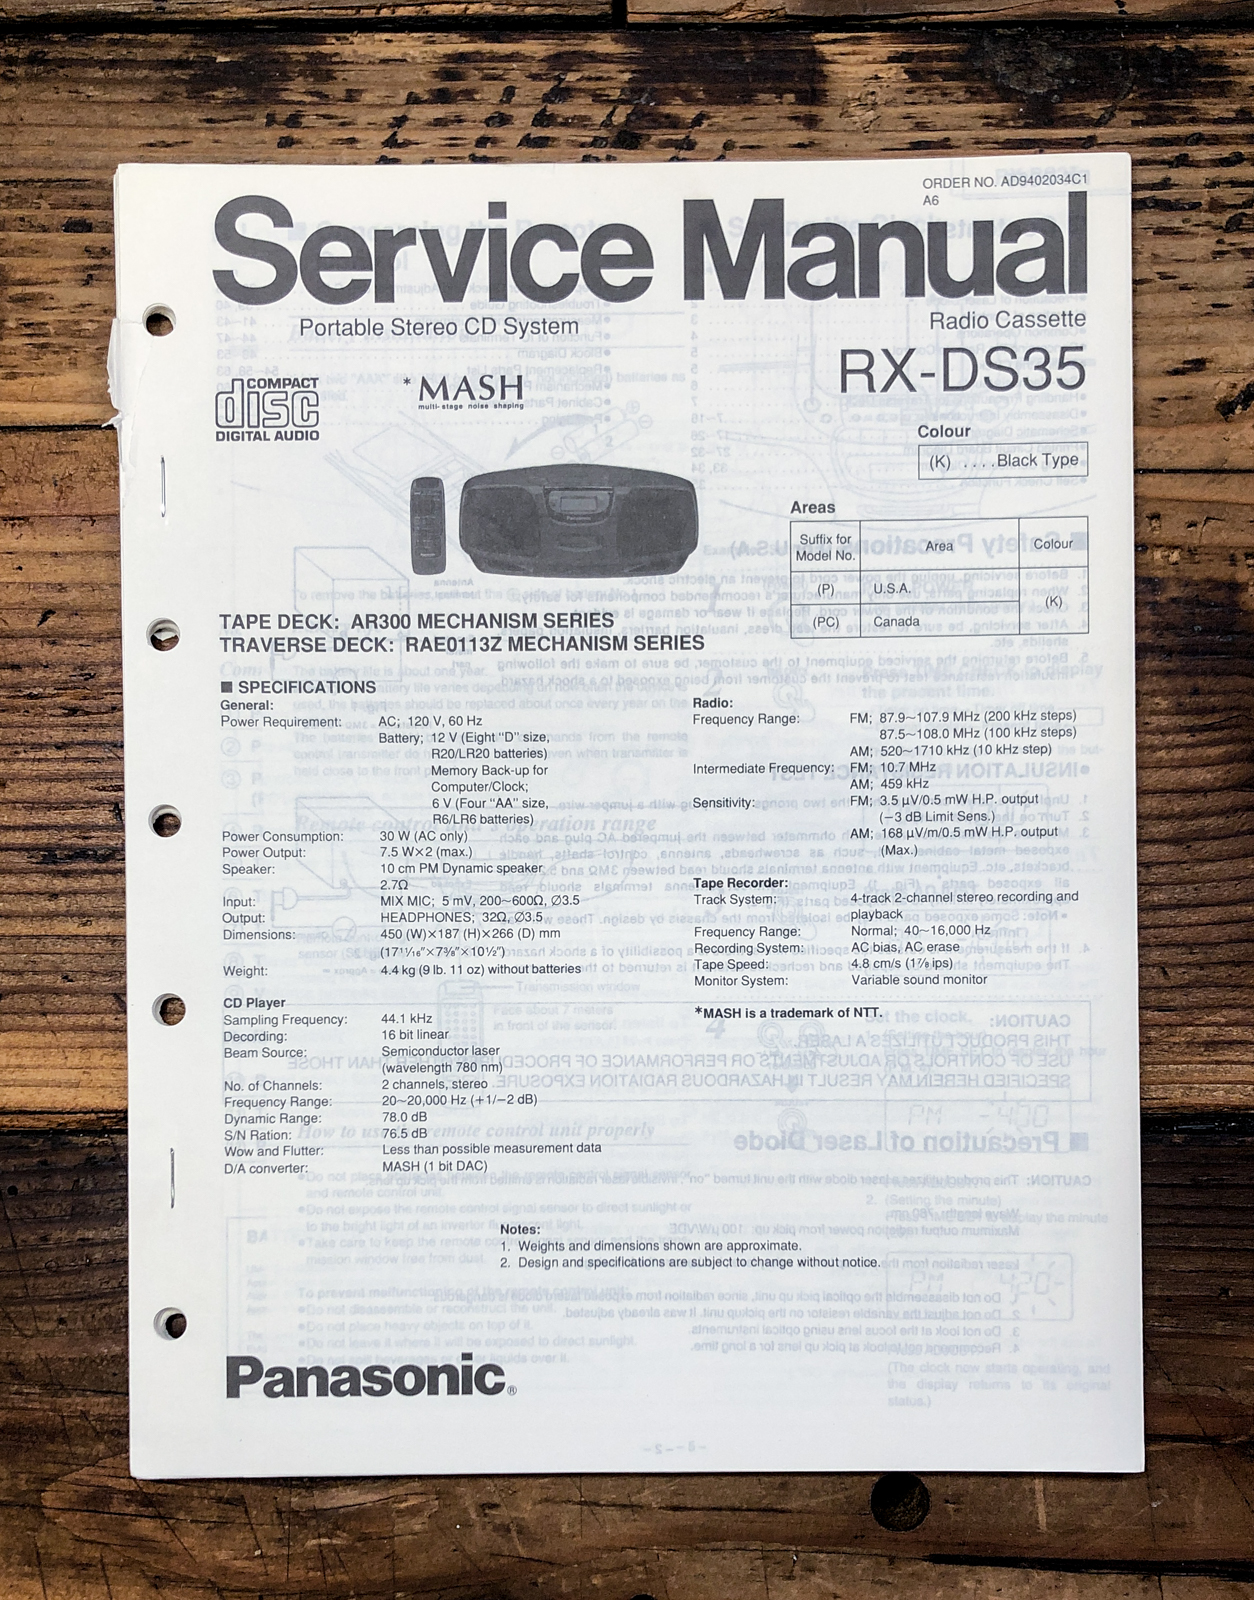 ORDER NO. AD9402034C1
A6
Service Manual
Portable Stereo CD System
Radio Cassette
RX-DS35
COMPACT
disc
DIGITAL AUDIO
*MASH
multi-stage noise shaping
Colour
(K) ....Black Type
Panasonic
Areas
Suffix for Model No. Area Colour
(P) U.S.A. (K)
(PC) Canada
TAPE DECK: AR300 MECHANISM SERIES
TRAVERSE DECK: RAE0113Z MECHANISM SERIES
■ SPECIFICATIONS
General:
Power Requirement: AC; 120 V, 60 Hz
Battery; 12 V (Eight "D" size,
R20/LR20 batteries)
Memory Back-up for
Computer/Clock;
6 V (Four "AA" size,
R6/LR6 batteries)
Power Consumption: 30 W (AC only)
Power Output: 7.5 W×2 (max.)
Speaker: 10 cm PM Dynamic speaker
2.7Ω
Input: MIX MIC; 5 mV, 200~600Ω, Ø3.5
Output: HEADPHONES; 32Ω, Ø3.5
Dimensions: 450 (W)×187 (H)×266 (D) mm
(17 11/16"×7 3/8"×10 1/2")
Weight: 4.4 kg (9 lb. 11 oz) without batteries
CD Player
Sampling Frequency: 44.1 kHz
Decording: 16 bit linear
Beam Source: Semiconductor laser
(wavelength 780 nm)
No. of Channels: 2 channels, stereo
Frequency Range: 20~20,000 Hz (+1/−2 dB)
Dynamic Range: 78.0 dB
S/N Ration: 76.5 dB
Wow and Flutter: Less than possible measurement data
D/A converter: MASH (1 bit DAC)
Radio:
Frequency Range: FM; 87.9~107.9 MHz (200 kHz steps)
87.5~108.0 MHz (100 kHz steps)
AM; 520~1710 kHz (10 kHz step)
Intermediate Frequency: FM; 10.7 MHz
AM; 459 kHz
Sensitivity: FM; 3.5 µV/0.5 mW H.P. output
(−3 dB Limit Sens.)
AM; 168 µV/m/0.5 mW H.P. output
(Max.)
Tape Recorder:
Track System: 4-track 2-channel stereo recording and
playback
Frequency Range: Normal; 40~16,000 Hz
Recording System: AC bias, AC erase
Tape Speed: 4.8 cm/s (1 7/8 ips)
Monitor System: Variable sound monitor
*MASH is a trademark of NTT.
Notes:
1. Weights and dimensions shown are approximate.
2. Design and specifications are subject to change without notice.
Panasonic®